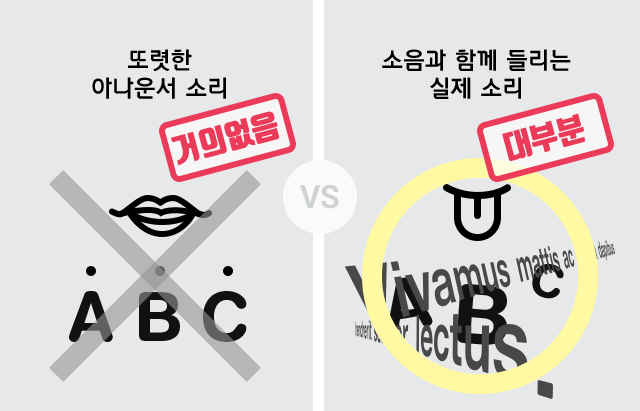 또렷한
아나운서 소리
거의없음
A B C
VS
소음과 함께 들리는
실제 소리
대부분
Vivamus mattis ac dapibus
A B C
hendrerit lectus